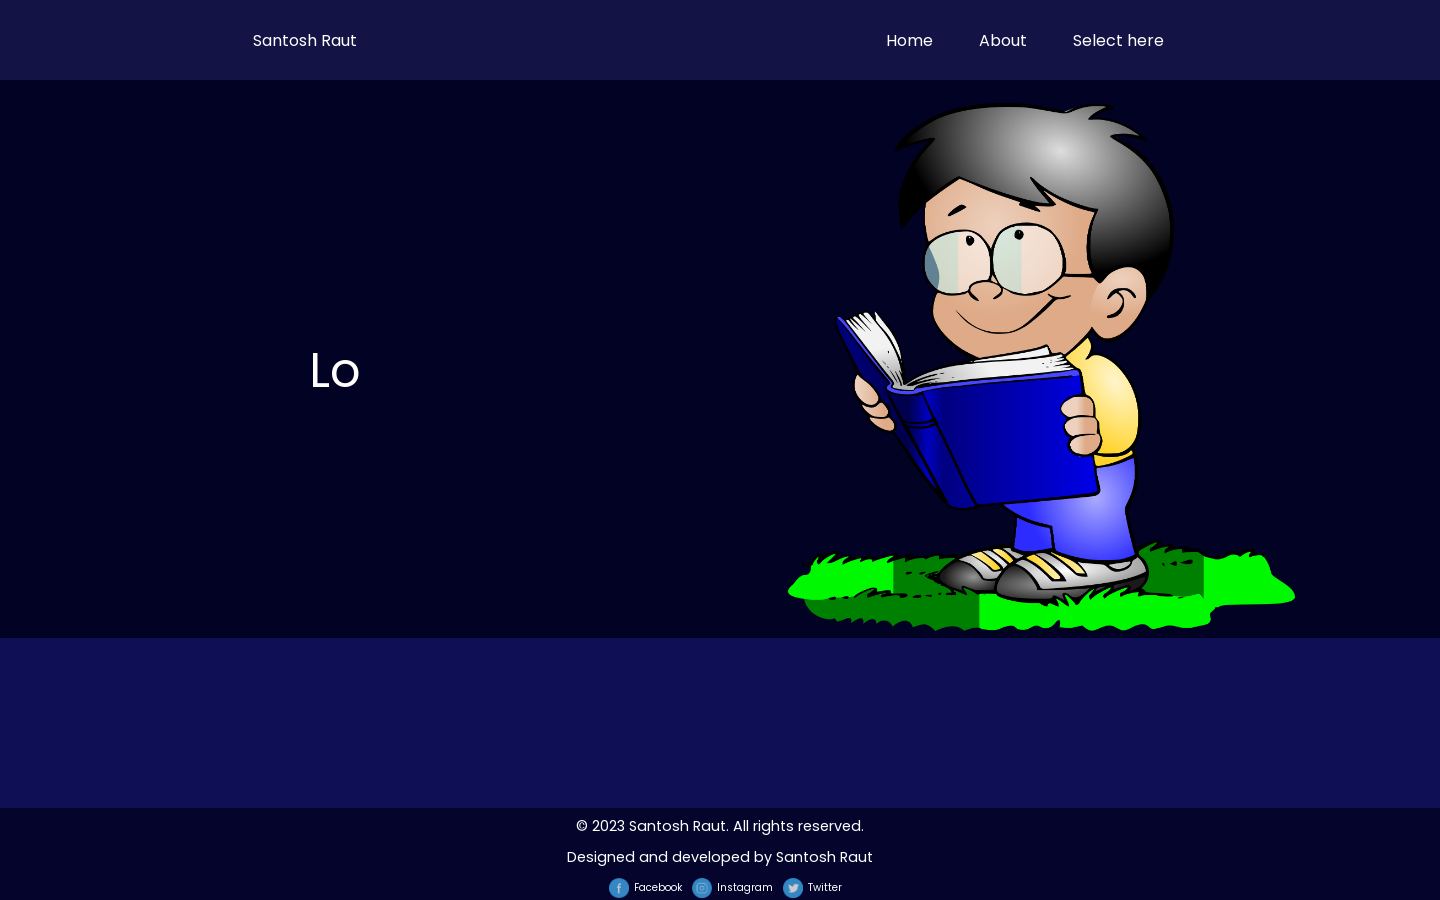 Santosh Raut
Home About Select here
Lo
© 2023 Santosh Raut. All rights reserved.
Designed and developed by Santosh Raut
Facebook Instagram Twitter